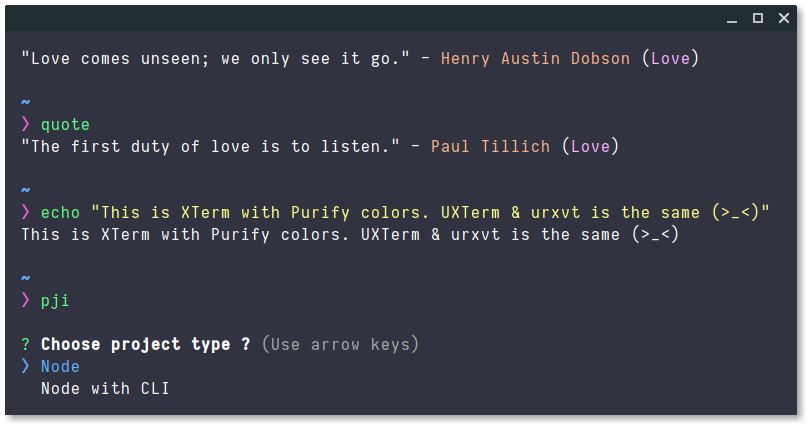 "Love comes unseen; we only see it go." - Henry Austin Dobson (Love)
~
❯ quote
"The first duty of love is to listen." - Paul Tillich (Love)
~
❯ echo "This is XTerm with Purify colors. UXTerm & urxvt is the same (>_<)"
This is XTerm with Purify colors. UXTerm & urxvt is the same (>_<)
~
❯ pji
? Choose project type ? (Use arrow keys)
❯ Node
Node with CLI